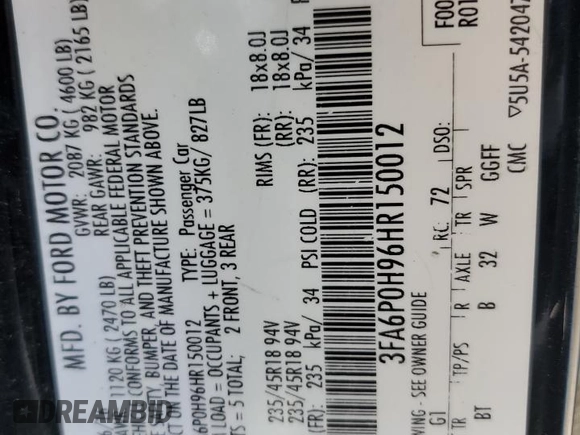 MFD. BY FORD MOTOR CO.
GVWR: 2087 KG ( 4600 LB)
1120 KG ( 2470 LB) REAR GAWR: 982 KG ( 2165 LB)
CONFORMS TO ALL APPLICABLE FEDERAL MOTOR
BUMPER, AND THEFT PREVENTION STANDARDS
THE DATE OF MANUFACTURE SHOWN ABOVE.
6P0H96HR150012 TYPE: Passenger Car
LOAD = OCCUPANTS + LUGGAGE = 375KG/ 827LB
= 5 TOTAL; 2 FRONT, 3 REAR
235/45R18 94V RIMS (FR): 18x8.0J
235/45R18 94V (RR): 18x8.0J
(FR): 235 kPa/ 34 PSI COLD (RR): 235 kPa/ 34
3FA6P0H96HR150012
- SEE OWNER GUIDE
G1 RC: 72 DSO: F00
R01
TR TP/PS R AXLE TR SPR
BT B 32 W GGFF
CMC ▽5U5A-54204
DREAMBID